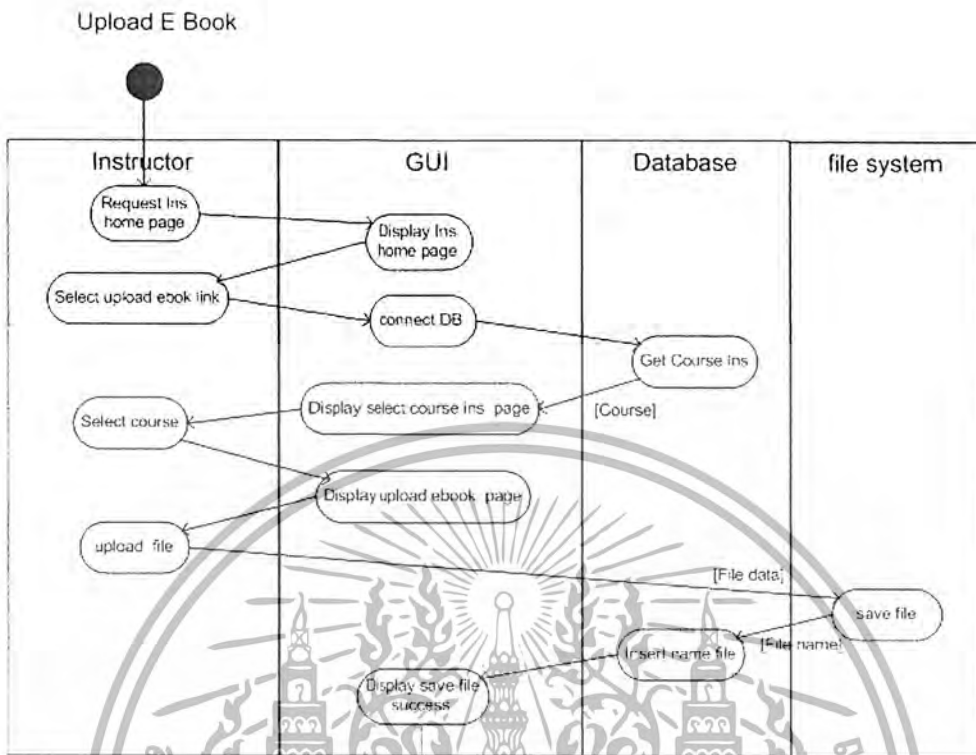 Upload E Book
Instructor
GUI
Database
file system
Request Ins
home page
Display Ins
home page
Select upload ebok link
connect DB
Get Course Ins
Display select course ins page
[Course]
Select course
Display upload ebook page
upload file
[File data]
save file
[File name]
Insert name file
Display save file
success